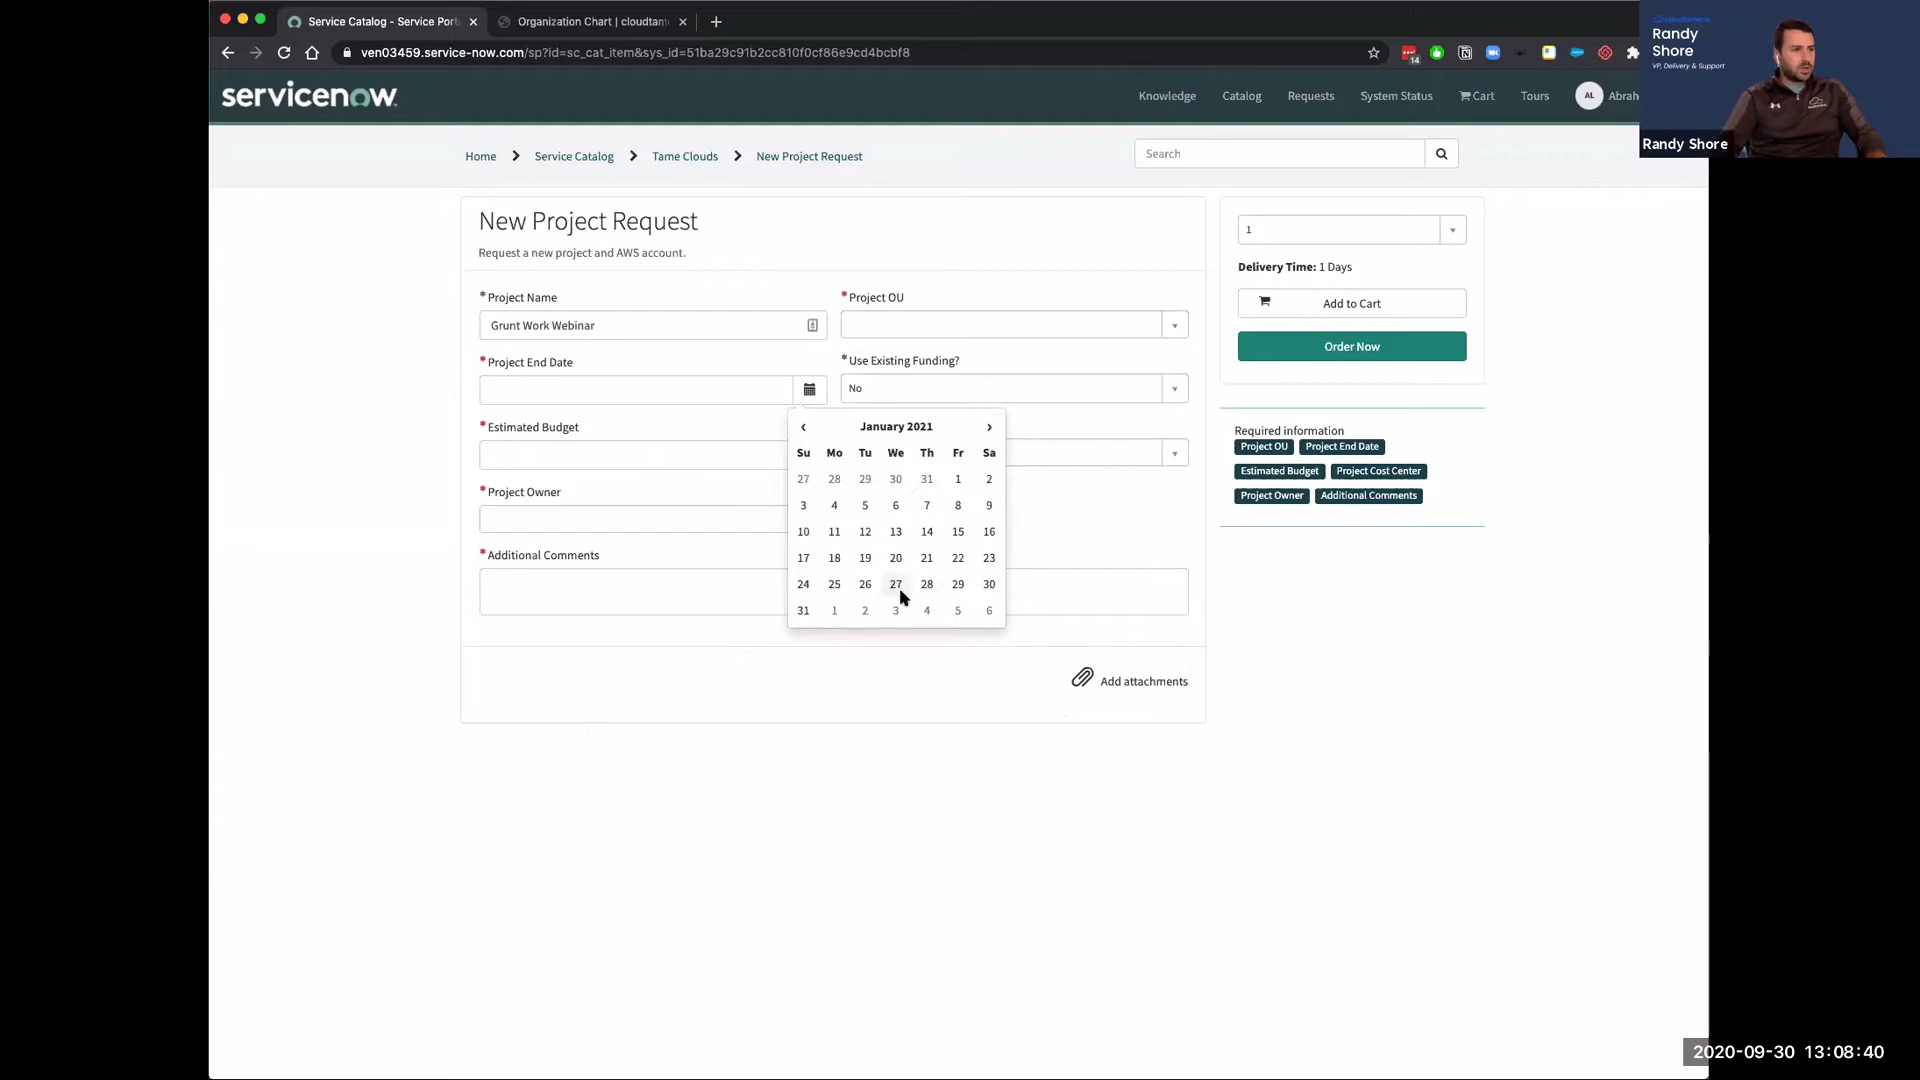 Service Catalog - Service Port
Organization Chart | cloudtam
ven03459.service-now.com/sp?id=sc_cat_item&sys_id=51ba29c91b2cc810f0cf86e9cd4bcbf8
14
cloudtamer.io
Randy
Shore
VP, Delivery & Support
Randy Shore
servicenow
Knowledge
Catalog
Requests
System Status
Cart
Tours
AL
Abrah
Home
Service Catalog
Tame Clouds
New Project Request
Search
New Project Request
Request a new project and AWS account.
*Project Name
Grunt Work Webinar
*Project OU
*Project End Date
*Use Existing Funding?
No
*Estimated Budget
*Project Owner
*Additional Comments
‹ January 2021 ›
Su Mo Tu We Th Fr Sa
27 28 29 30 31 1 2
3 4 5 6 7 8 9
10 11 12 13 14 15 16
17 18 19 20 21 22 23
24 25 26 27 28 29 30
31 1 2 3 4 5 6
Add attachments
1
Delivery Time: 1 Days
Add to Cart
Order Now
Required information
Project OU Project End Date
Estimated Budget Project Cost Center
Project Owner Additional Comments
2020-09-30 13:08:40